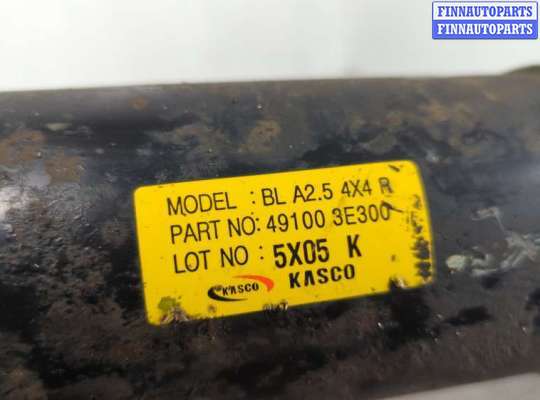 FINNAUTOPARTS
FINNAUTOPARTS
MODEL : BL A2.5 4X4 R
PART NO: 49100 3E300
LOT NO : 5X05 K
KASCO KASCO